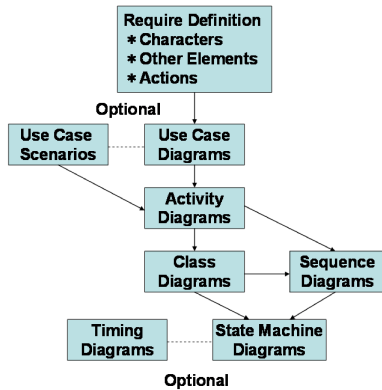 Require Definition
* Characters
* Other Elements
* Actions
Optional
Use Case
Scenarios
Use Case
Diagrams
Activity
Diagrams
Class
Diagrams
Sequence
Diagrams
Timing
Diagrams
State Machine
Diagrams
Optional